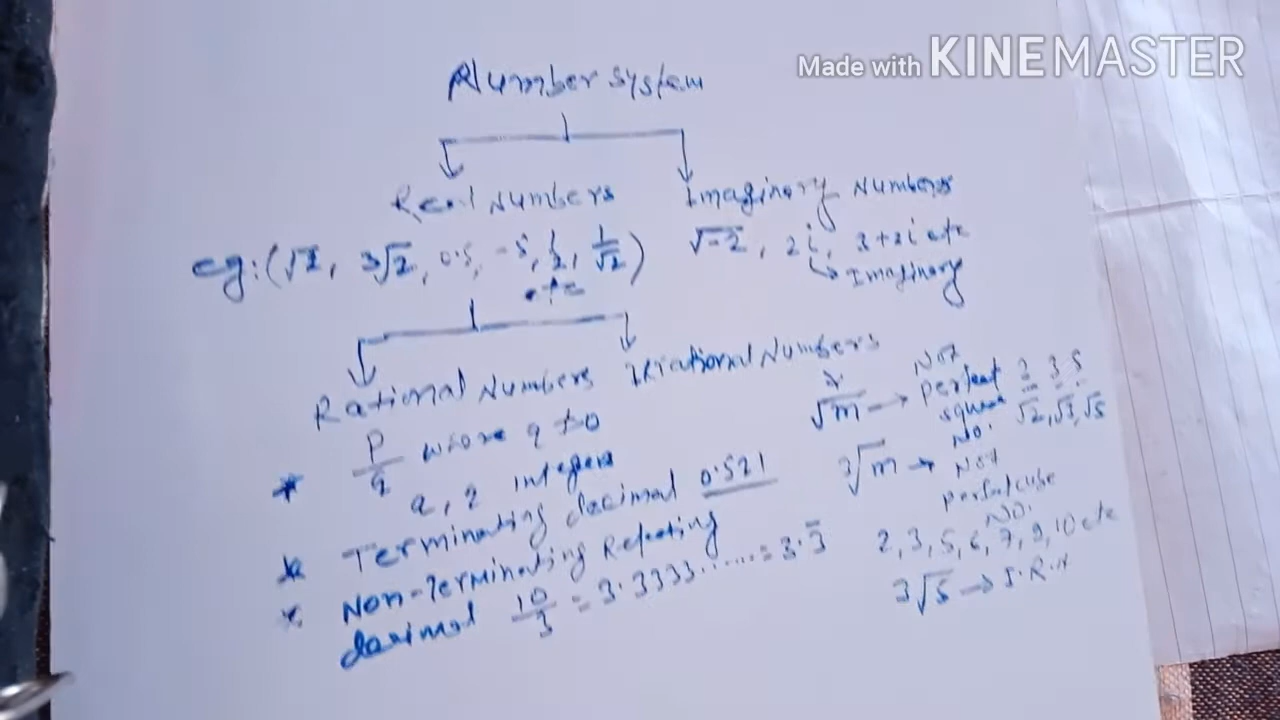 Made with KINEMASTER
Number system
Real Numbers
Imaginary Numbers
eg: (√2, 3√2, 0.5, -5, 1/2, 1/√2) etc
√-2, 2i, 3+2i etc
↳ Imaginary
Rational Numbers
Irrational Numbers
* p/q where q ≠ 0
integers
* Terminating decimal 0.521
* Non-Terminating Repeating
decimal 10/3 = 3.3333...... = 3.3̅
√m → Not perfect square No.
2 3 5
√2, √3, √5
∛m → Not
perfect cube
No.
2, 3, 5, 6, 7, 9, 10 etc
3√5 →